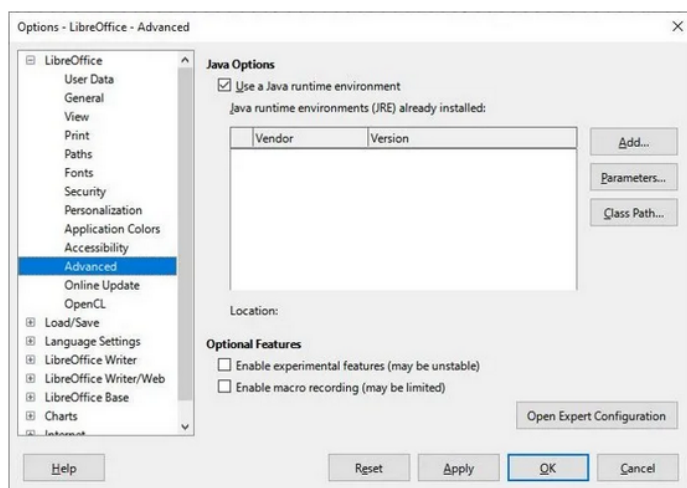 Options - LibreOffice - Advanced
LibreOffice
User Data
General
View
Print
Paths
Fonts
Security
Personalization
Application Colors
Accessibility
Advanced
Online Update
OpenCL
Load/Save
Language Settings
LibreOffice Writer
LibreOffice Writer/Web
LibreOffice Base
Charts
Internet
Java Options
Use a Java runtime environment
Java runtime environments (JRE) already installed:
Vendor Version
Add...
Parameters...
Class Path...
Location:
Optional Features
Enable experimental features (may be unstable)
Enable macro recording (may be limited)
Open Expert Configuration
Help Reset Apply OK Cancel